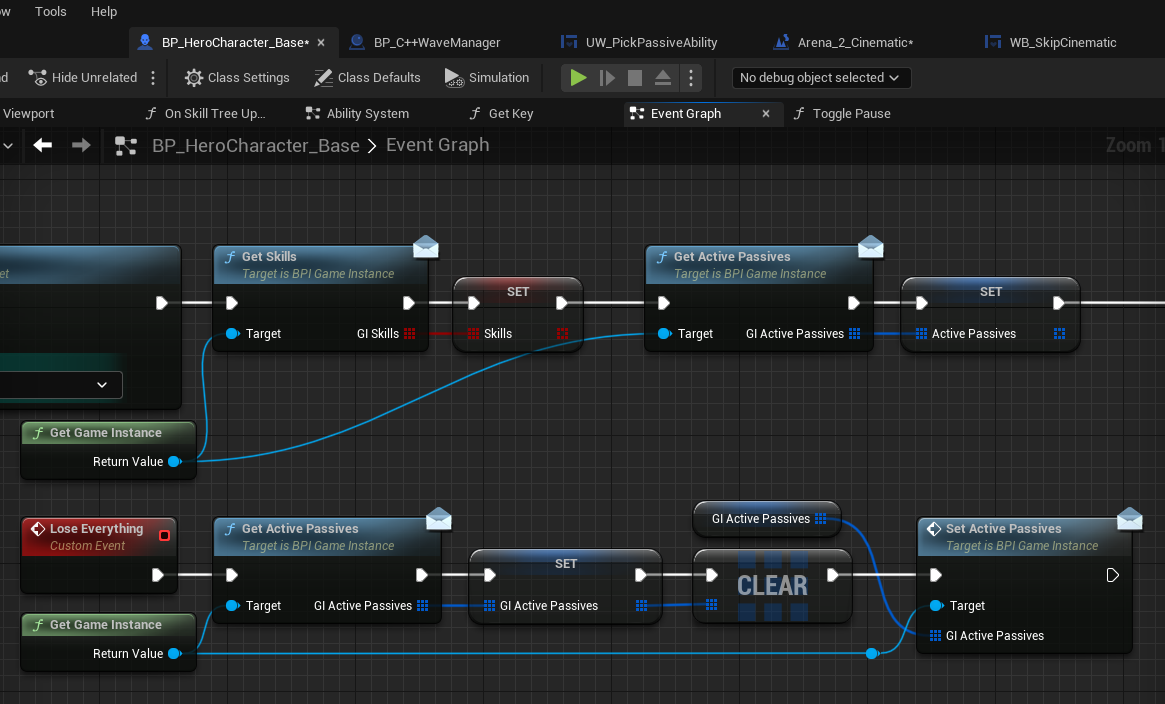 ow Tools Help
BP_HeroCharacter_Base* × BP_C++WaveManager UW_PickPassiveAbility Arena_2_Cinematic* WB_SkipCinematic
nd Hide Unrelated Class Settings Class Defaults Simulation No debug object selected
Viewport On Skill Tree Up... Ability System Get Key Event Graph × Toggle Pause
BP_HeroCharacter_Base > Event Graph Zoom 1
Get Skills
Target is BPI Game Instance
Target GI Skills
SET
Skills
Get Active Passives
Target is BPI Game Instance
Target GI Active Passives
SET
Active Passives
et
Get Game Instance
Return Value
Lose Everything
Custom Event
Get Game Instance
Return Value
Get Active Passives
Target is BPI Game Instance
Target GI Active Passives
SET
GI Active Passives
GI Active Passives
CLEAR
Set Active Passives
Target is BPI Game Instance
Target
GI Active Passives